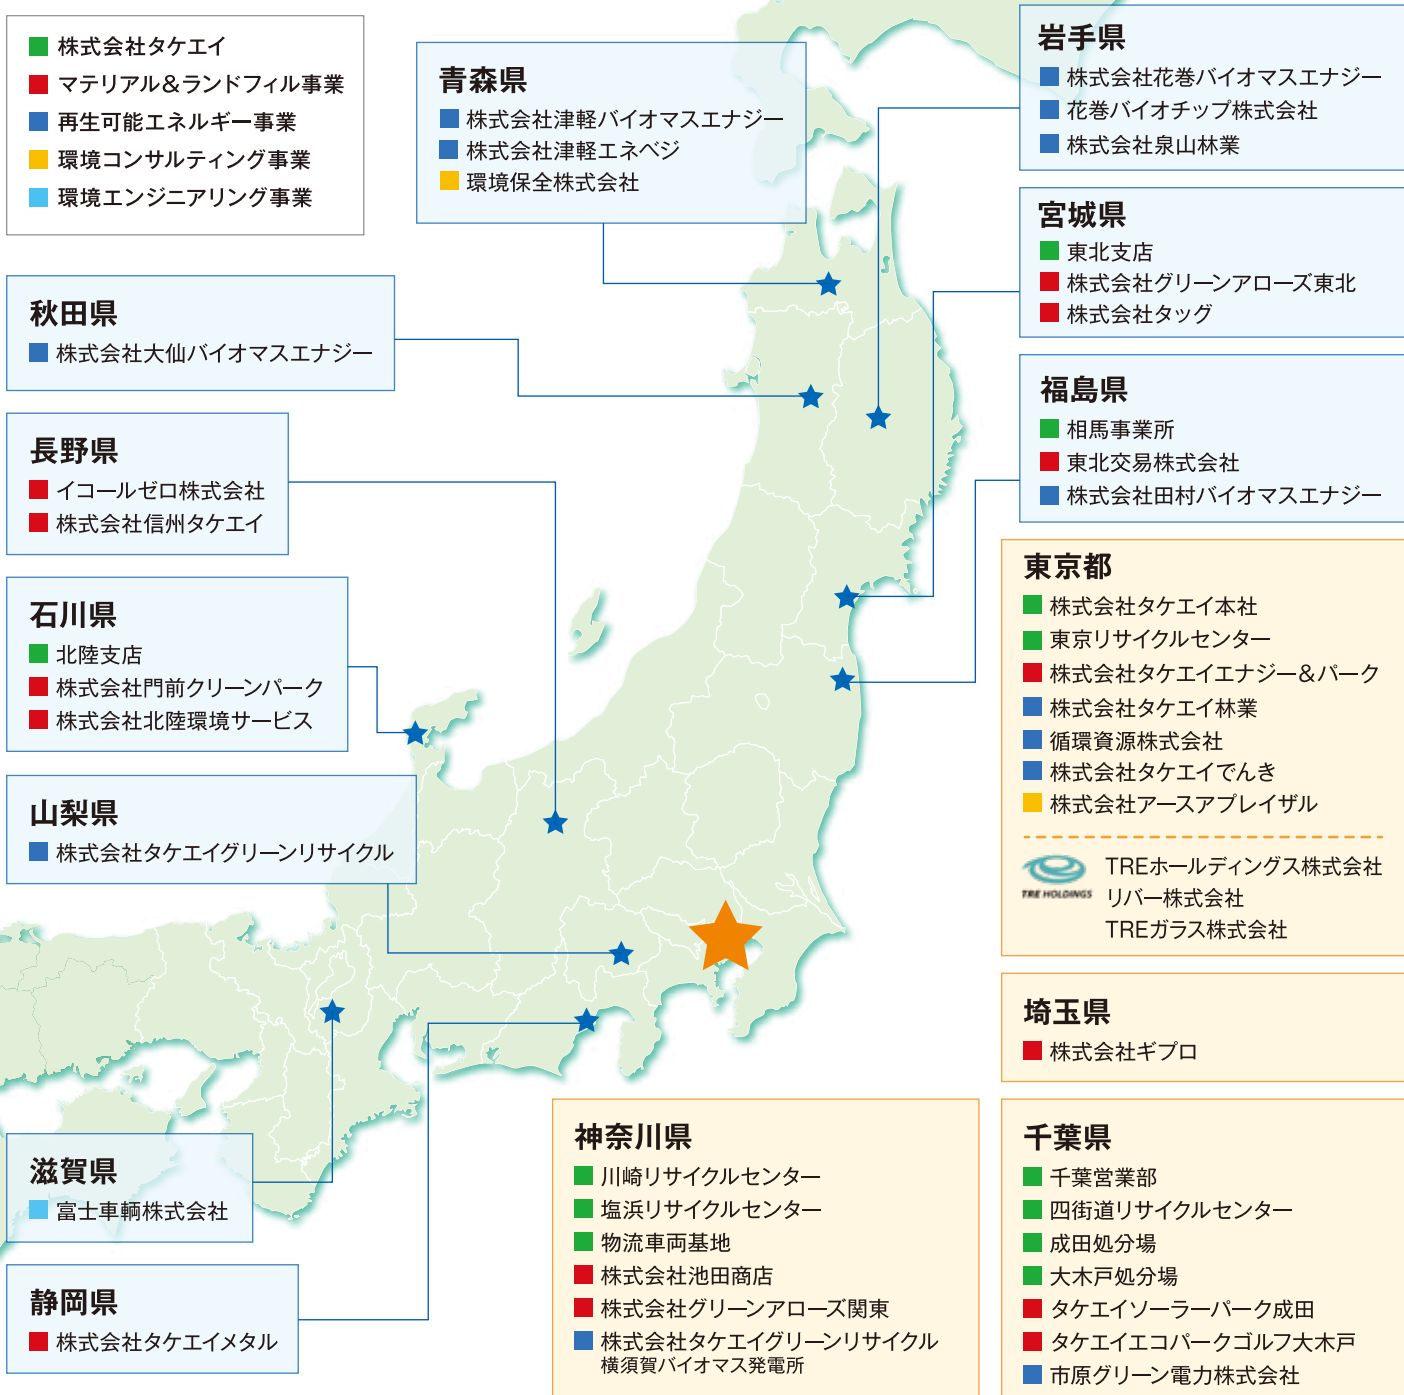 株式会社タケエイ
マテリアル&ランドフィル事業
再生可能エネルギー事業
環境コンサルティング事業
環境エンジニアリング事業
青森県
株式会社津軽バイオマスエナジー
株式会社津軽エネベジ
環境保全株式会社
岩手県
株式会社花巻バイオマスエナジー
花巻バイオチップ株式会社
株式会社泉山林業
宮城県
東北支店
株式会社グリーンアローズ東北
株式会社タッグ
秋田県
株式会社大仙バイオマスエナジー
福島県
相馬事業所
東北交易株式会社
株式会社田村バイオマスエナジー
長野県
イコールゼロ株式会社
株式会社信州タケエイ
石川県
北陸支店
株式会社門前クリーンパーク
株式会社北陸環境サービス
山梨県
株式会社タケエイグリーンリサイクル
東京都
株式会社タケエイ本社
東京リサイクルセンター
株式会社タケエイエナジー&パーク
株式会社タケエイ林業
循環資源株式会社
株式会社タケエイでんき
株式会社アースアプレイザル
TRE HOLDINGS
TREホールディングス株式会社
リバー株式会社
TREガラス株式会社
埼玉県
株式会社ギプロ
滋賀県
富士車輌株式会社
静岡県
株式会社タケエイメタル
神奈川県
川崎リサイクルセンター
塩浜リサイクルセンター
物流車両基地
株式会社池田商店
株式会社グリーンアローズ関東
株式会社タケエイグリーンリサイクル
横須賀バイオマス発電所
千葉県
千葉営業部
四街道リサイクルセンター
成田処分場
大木戸処分場
タケエイソーラーパーク成田
タケエイエコパークゴルフ大木戸
市原グリーン電力株式会社